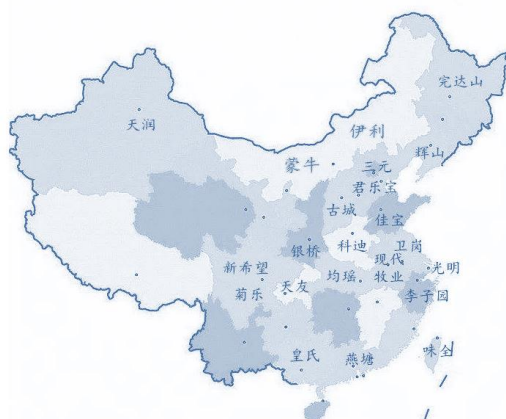 完达山
天润
伊利
辉山
蒙牛
三元
君乐宝
古城
佳宝
银桥
科迪
卫岗
现代
牧业
光明
新希望
均瑶
菊乐
天友
李子园
皇氏
燕塘
味全